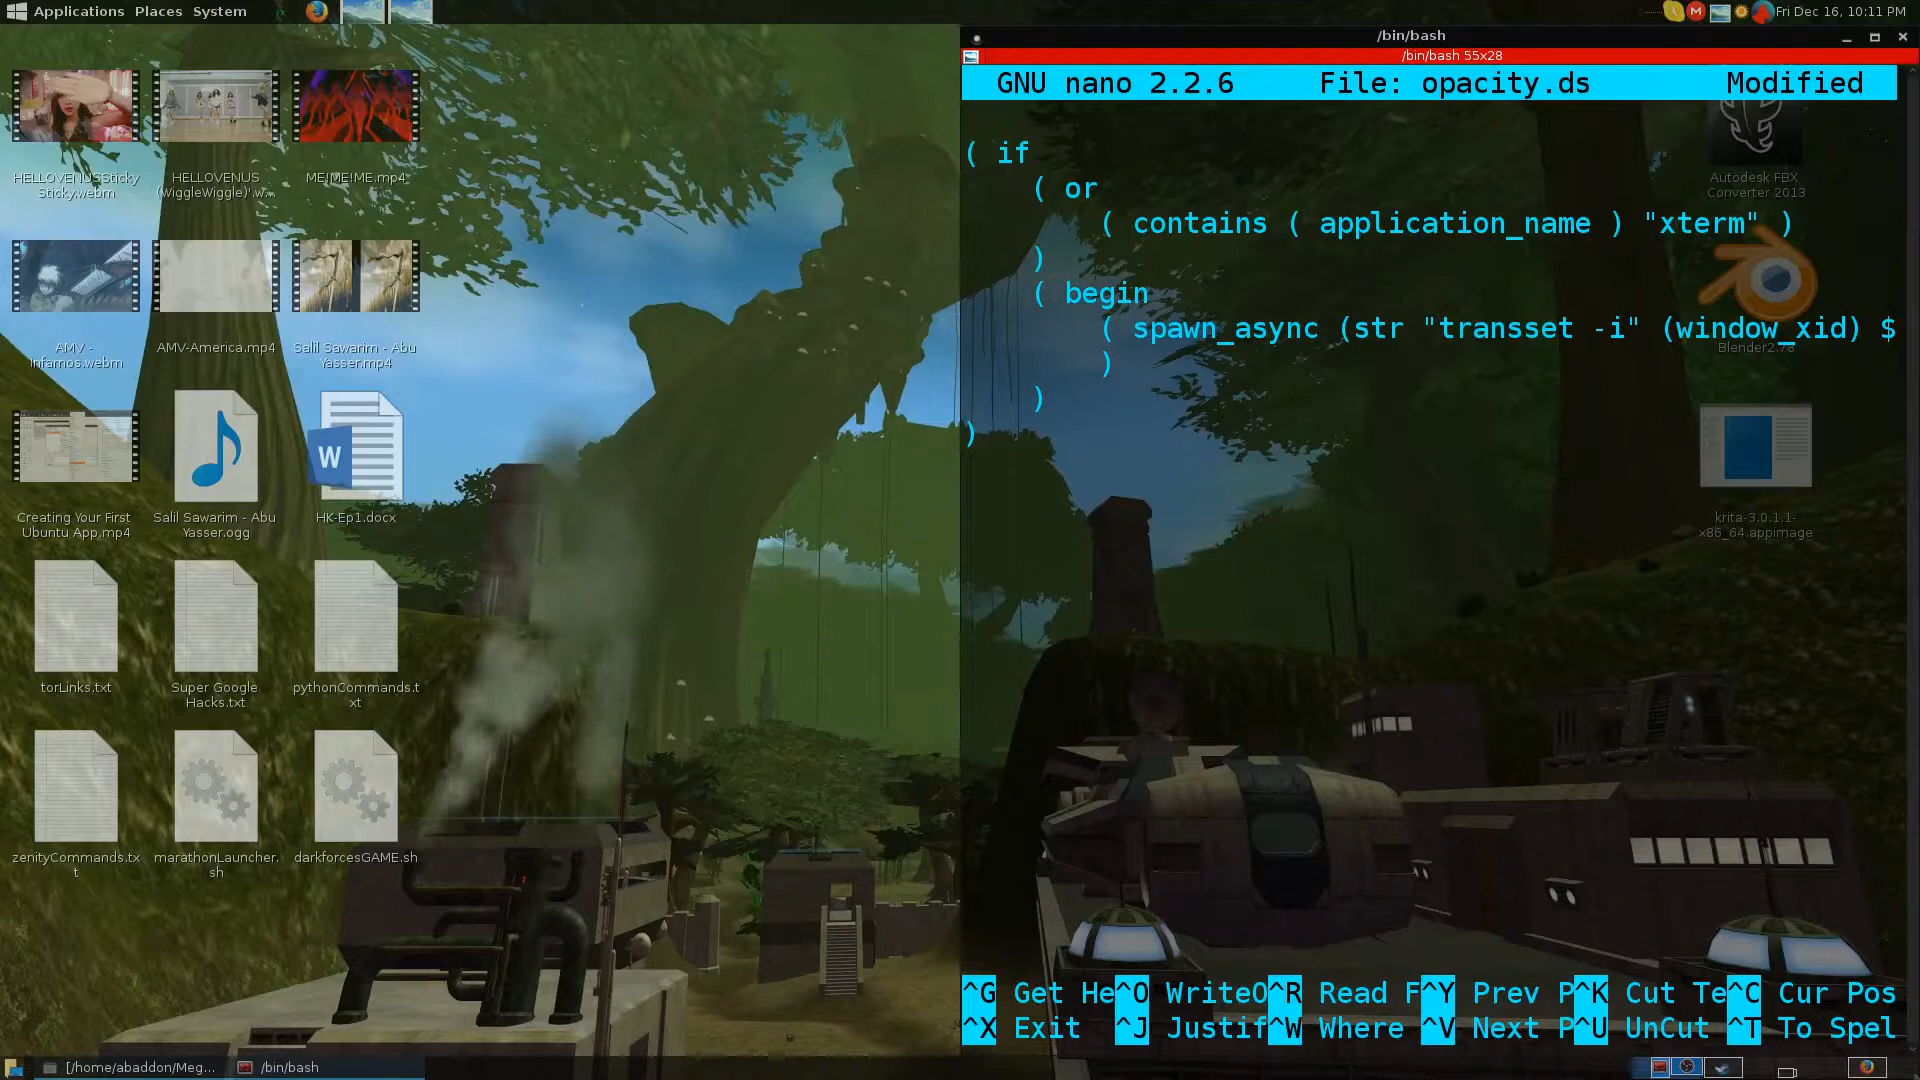 Applications Places System
Fri Dec 16, 10:11 PM
/bin/bash
/bin/bash 55x28
GNU nano 2.2.6 File: opacity.ds Modified
( if
( or
( contains ( application_name ) "xterm" )
)
( begin
( spawn_async (str "transset -i" (window_xid) $
)
)
)
^G Get He^O WriteO^R Read F^Y Prev P^K Cut Te^C Cur Pos
^X Exit ^J Justif^W Where ^V Next P^U UnCut ^T To Spel
HELLOVENUSSticky
Sticky.webm
HELLOVENUS
(WiggleWiggle)'.w...
ME!ME!ME.mp4
AMV -
Infamos.webm
AMV-America.mp4
Salil Sawarim - Abu
Yasser.mp4
Creating Your First
Ubuntu App.mp4
Salil Sawarim - Abu
Yasser.ogg
W
HK-Ep1.docx
torLinks.txt
Super Google
Hacks.txt
pythonCommands.t
xt
zenityCommands.tx
t
marathonLauncher.
sh
darkforcesGAME.sh
Autodesk FBX
Converter 2013
Blender2.78
krita-3.0.1.1-
x86_64.appimage
[/home/abaddon/Meg...
/bin/bash